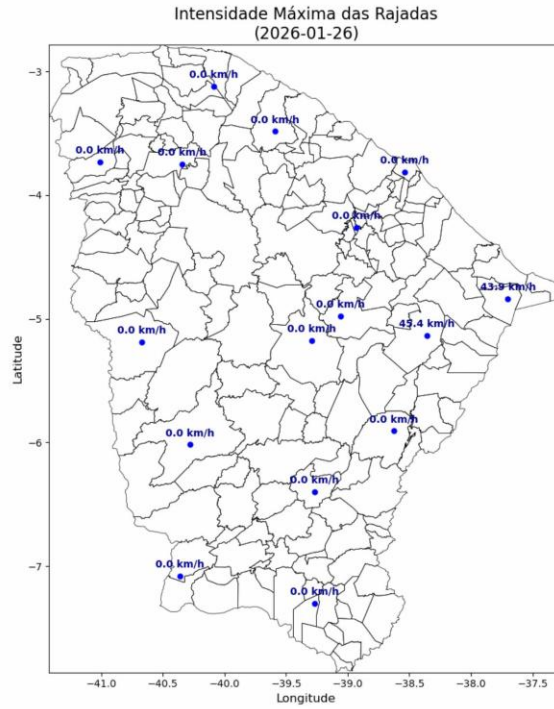 Intensidade Máxima das Rajadas
(2026-01-26)
−3
0.0 km/h
0.0 km/h
0.0 km/h
0.0 km/h
0.0 km/h
−4
0.0 km/h
43.9 km/h
0.0 km/h
−5
0.0 km/h
0.0 km/h
45.4 km/h
0.0 km/h
−6
0.0 km/h
0.0 km/h
−7
0.0 km/h
0.0 km/h
Latitude
−41.0
−40.5
−40.0
−39.5
−39.0
−38.5
−38.0
−37.5
Longitude